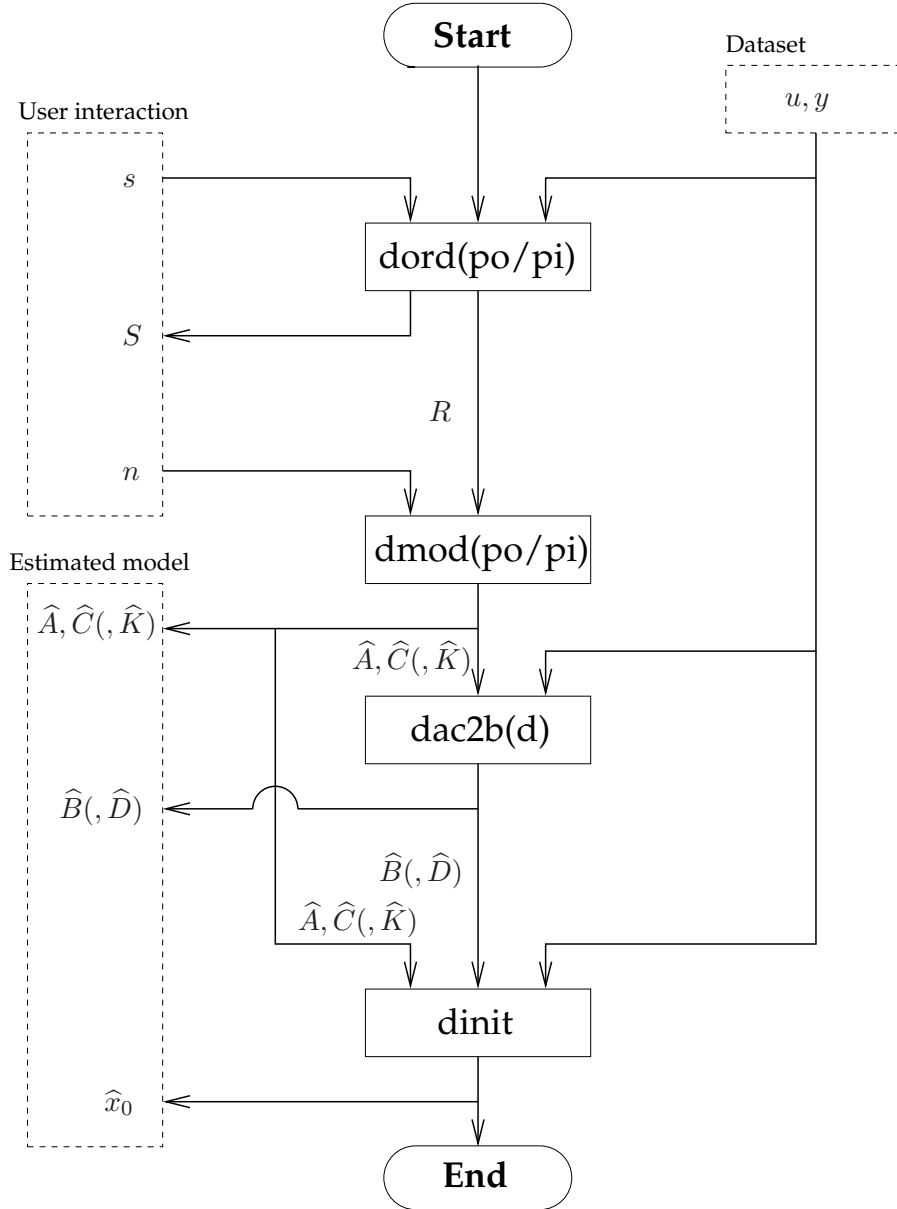 Start
Dataset
u, y
User interaction
s
dord(po/pi)
S
R
n
dmod(po/pi)
Estimated model
Â, Ĉ(, K̂)
Â, Ĉ(, K̂)
dac2b(d)
B̂(, D̂)
B̂(, D̂)
Â, Ĉ(, K̂)
dinit
x̂₀
End